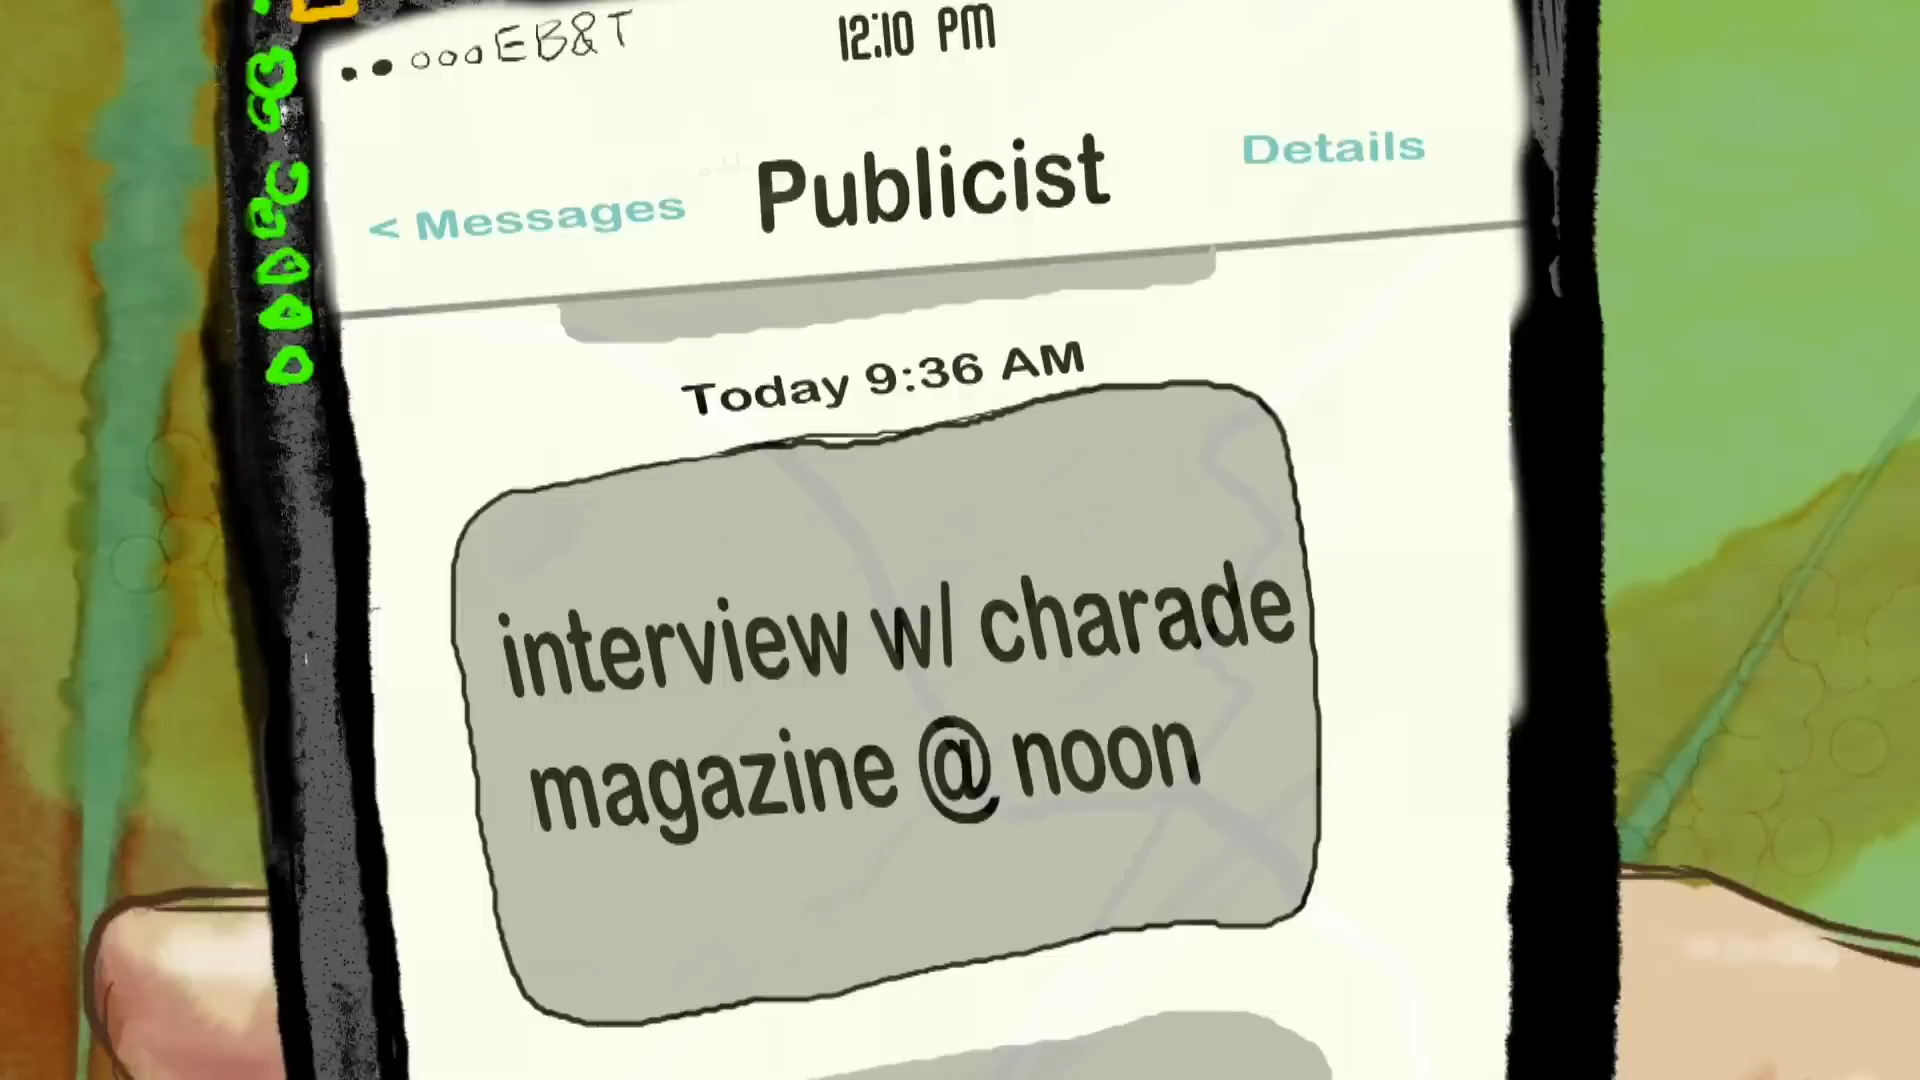 EB&T 12:10 PM
< Messages Publicist Details
Today 9:36 AM
interview w/ charade
magazine @ noon